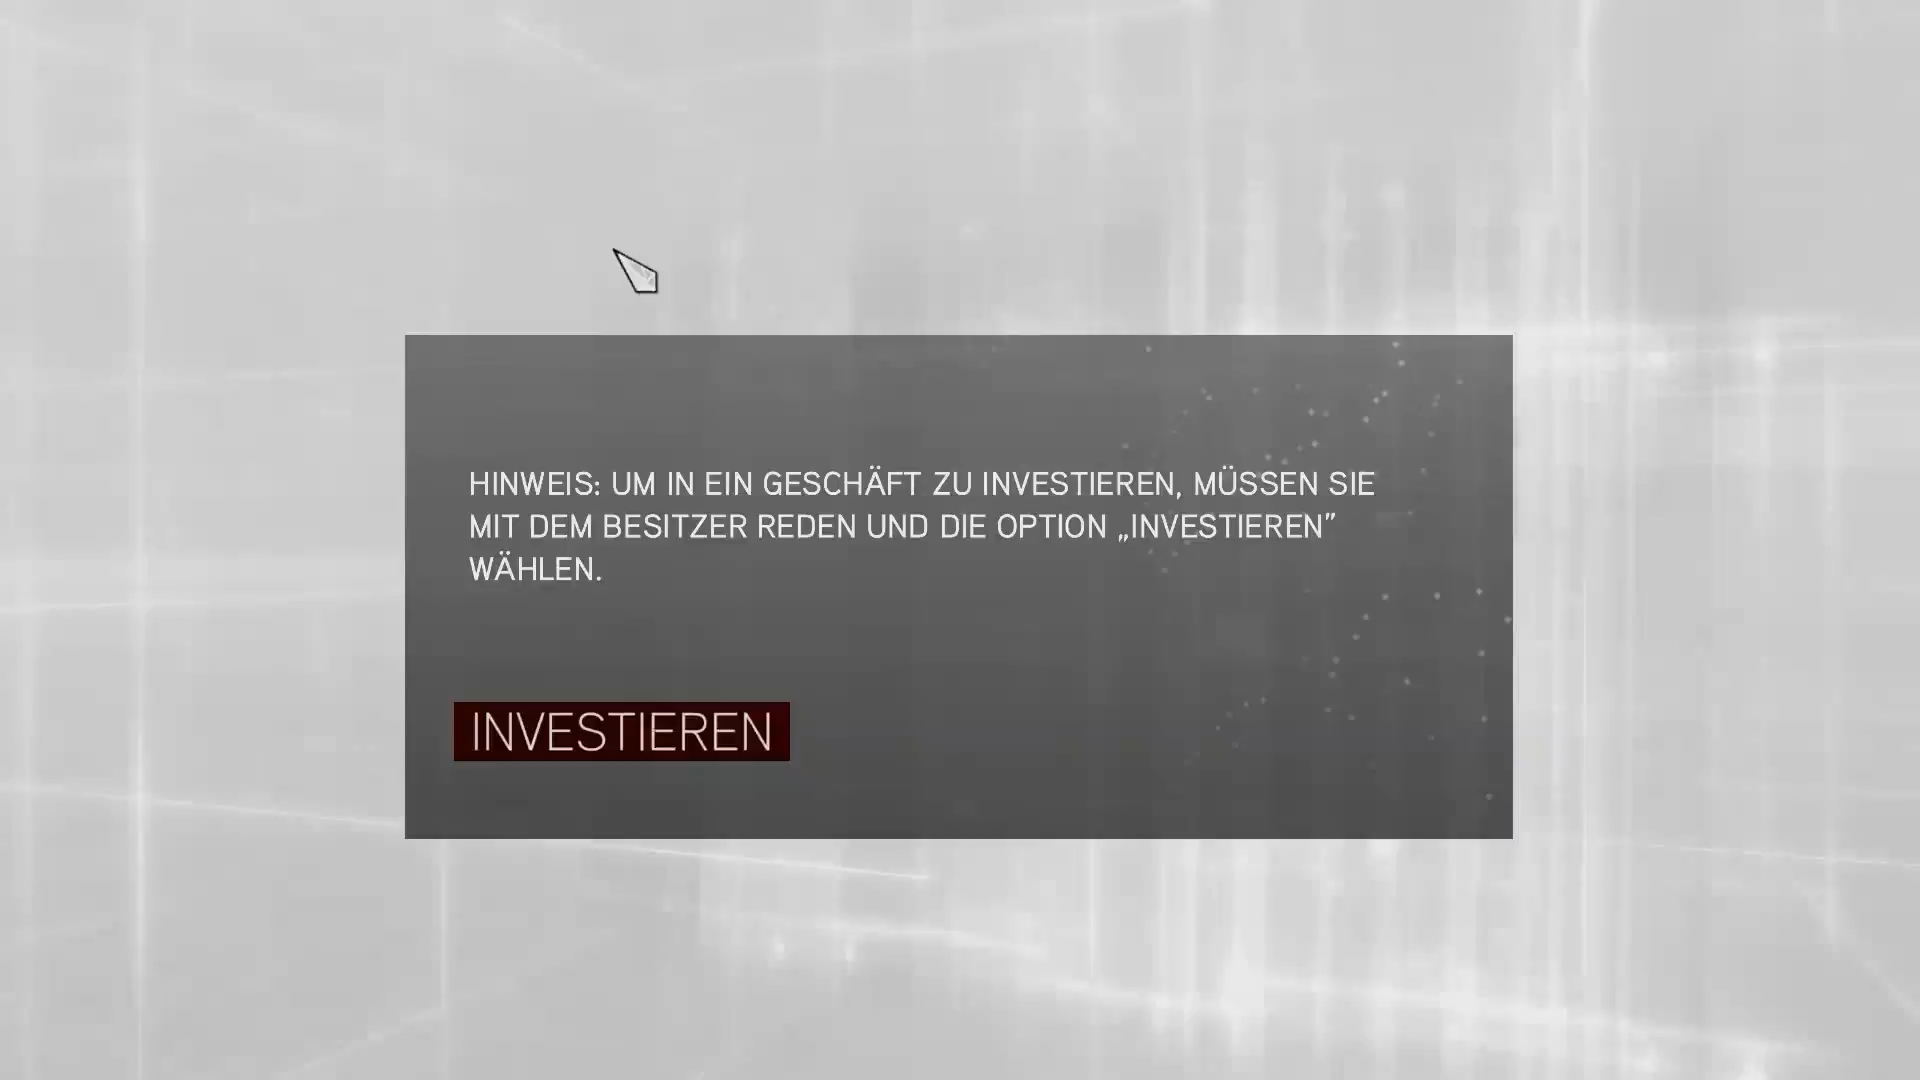 HINWEIS: UM IN EIN GESCHÄFT ZU INVESTIEREN, MÜSSEN SIE
MIT DEM BESITZER REDEN UND DIE OPTION „INVESTIEREN”
WÄHLEN.
INVESTIEREN